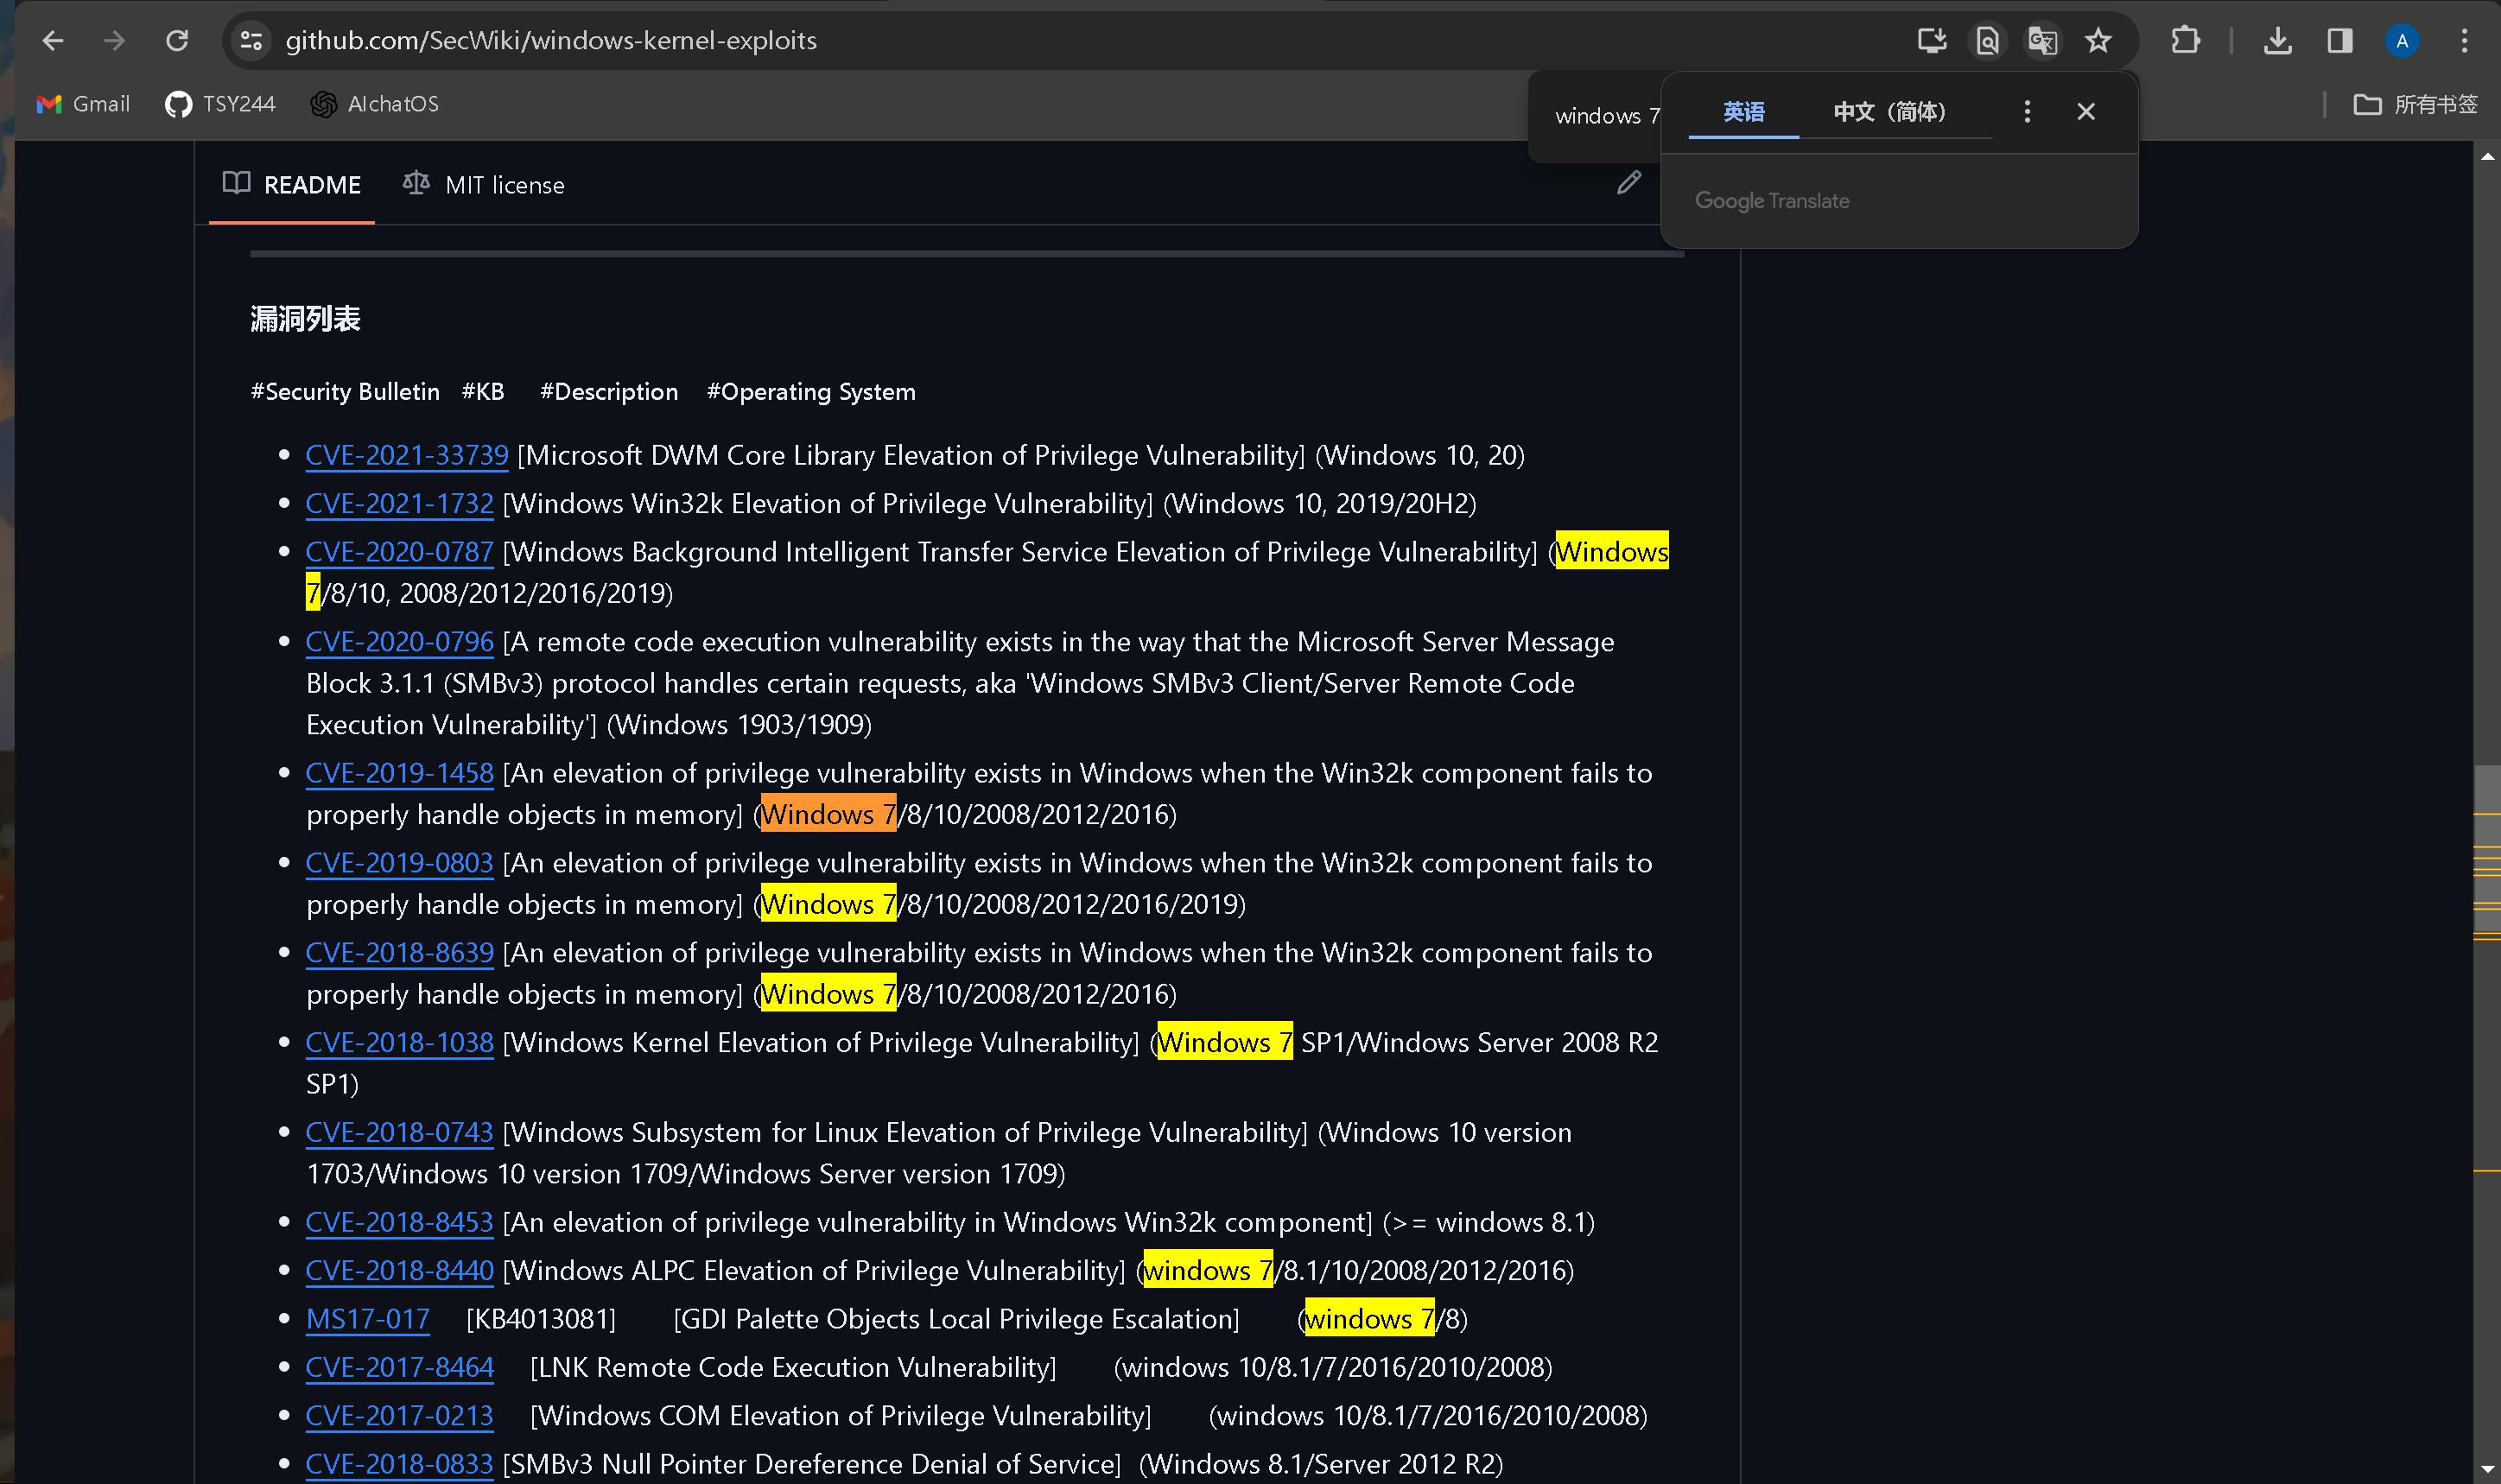 github.com/SecWiki/windows-kernel-exploits
A
Gmail
TSY244
AIchatOS
所有书签
windows 7
英语
中文（简体）
Google Translate
README
MIT license
漏洞列表
#Security Bulletin #KB #Description #Operating System
CVE-2021-33739 [Microsoft DWM Core Library Elevation of Privilege Vulnerability] (Windows 10, 20)
CVE-2021-1732 [Windows Win32k Elevation of Privilege Vulnerability] (Windows 10, 2019/20H2)
CVE-2020-0787 [Windows Background Intelligent Transfer Service Elevation of Privilege Vulnerability] (Windows
7/8/10, 2008/2012/2016/2019)
CVE-2020-0796 [A remote code execution vulnerability exists in the way that the Microsoft Server Message
Block 3.1.1 (SMBv3) protocol handles certain requests, aka 'Windows SMBv3 Client/Server Remote Code
Execution Vulnerability'] (Windows 1903/1909)
CVE-2019-1458 [An elevation of privilege vulnerability exists in Windows when the Win32k component fails to
properly handle objects in memory] (Windows 7/8/10/2008/2012/2016)
CVE-2019-0803 [An elevation of privilege vulnerability exists in Windows when the Win32k component fails to
properly handle objects in memory] (Windows 7/8/10/2008/2012/2016/2019)
CVE-2018-8639 [An elevation of privilege vulnerability exists in Windows when the Win32k component fails to
properly handle objects in memory] (Windows 7/8/10/2008/2012/2016)
CVE-2018-1038 [Windows Kernel Elevation of Privilege Vulnerability] (Windows 7 SP1/Windows Server 2008 R2
SP1)
CVE-2018-0743 [Windows Subsystem for Linux Elevation of Privilege Vulnerability] (Windows 10 version
1703/Windows 10 version 1709/Windows Server version 1709)
CVE-2018-8453 [An elevation of privilege vulnerability in Windows Win32k component] (>= windows 8.1)
CVE-2018-8440 [Windows ALPC Elevation of Privilege Vulnerability] (windows 7/8.1/10/2008/2012/2016)
MS17-017 [KB4013081] [GDI Palette Objects Local Privilege Escalation] (windows 7/8)
CVE-2017-8464 [LNK Remote Code Execution Vulnerability] (windows 10/8.1/7/2016/2010/2008)
CVE-2017-0213 [Windows COM Elevation of Privilege Vulnerability] (windows 10/8.1/7/2016/2010/2008)
CVE-2018-0833 [SMBv3 Null Pointer Dereference Denial of Service] (Windows 8.1/Server 2012 R2)